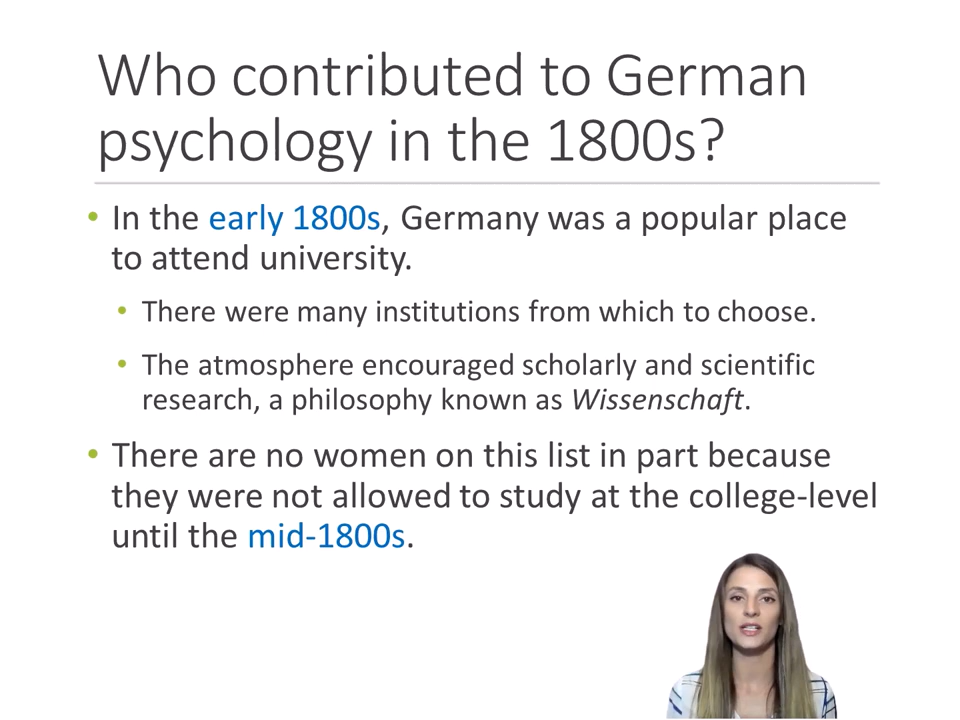 Who contributed to German
psychology in the 1800s?
• In the early 1800s, Germany was a popular place
to attend university.
• There were many institutions from which to choose.
• The atmosphere encouraged scholarly and scientific
research, a philosophy known as Wissenschaft.
• There are no women on this list in part because
they were not allowed to study at the college-level
until the mid-1800s.